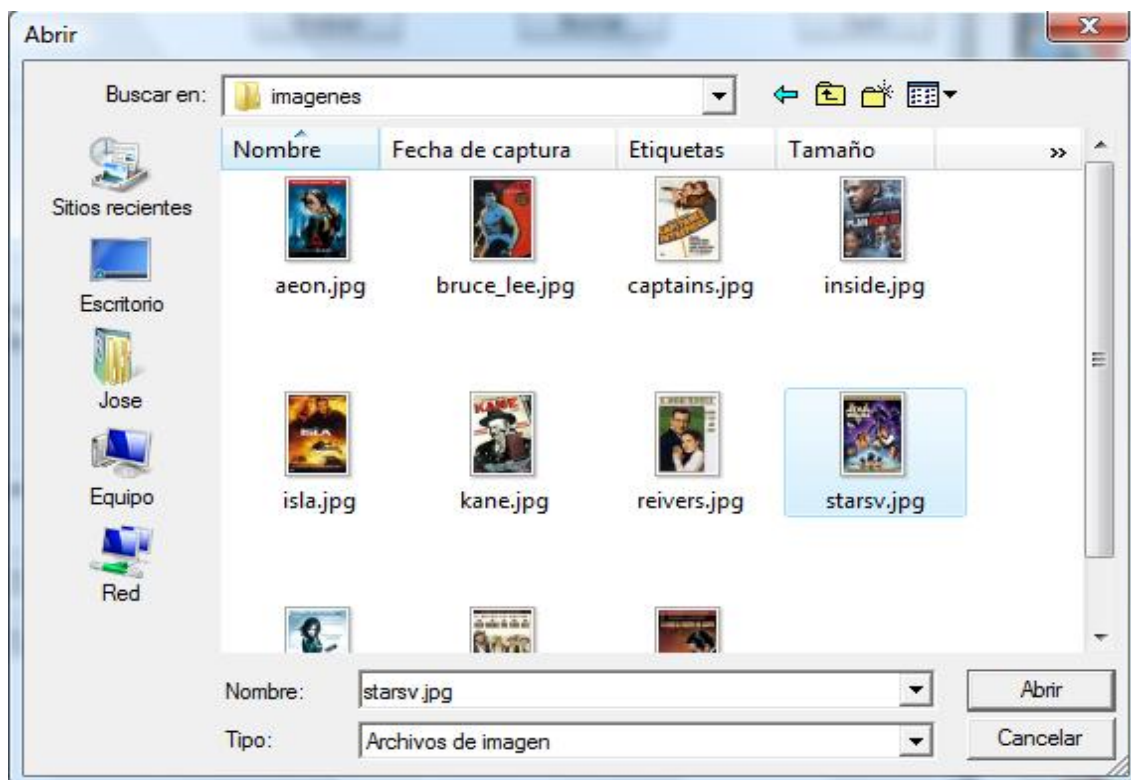 Abrir
Buscar en:
imagenes
Nombre
Fecha de captura
Etiquetas
Tamaño
»
Sitios recientes
Escritorio
Jose
Equipo
Red
aeon.jpg
bruce_lee.jpg
captains.jpg
inside.jpg
ISLA
KANE
isla.jpg
kane.jpg
reivers.jpg
starsv.jpg
Nombre:
starsv.jpg
Abrir
Tipo:
Archivos de imagen
Cancelar